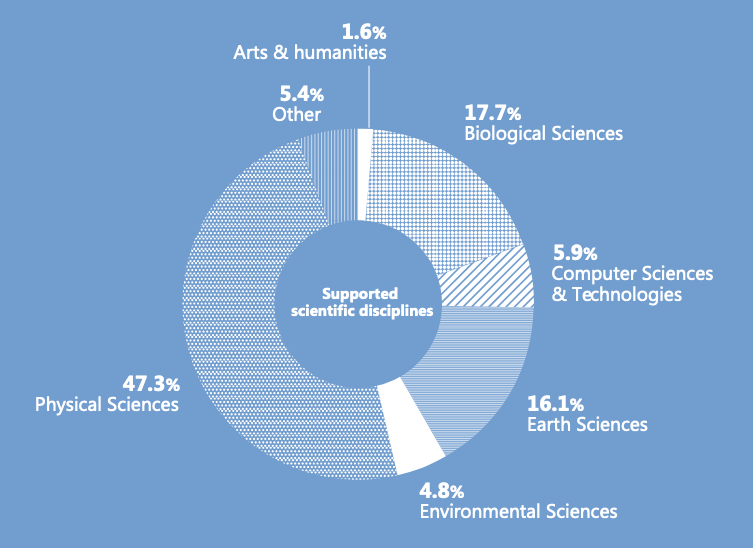 1.6%
Arts & humanities
5.4%
Other
17.7%
Biological Sciences
5.9%
Computer Sciences
& Technologies
Supported
scientific disciplines
47.3%
Physical Sciences
16.1%
Earth Sciences
4.8%
Environmental Sciences